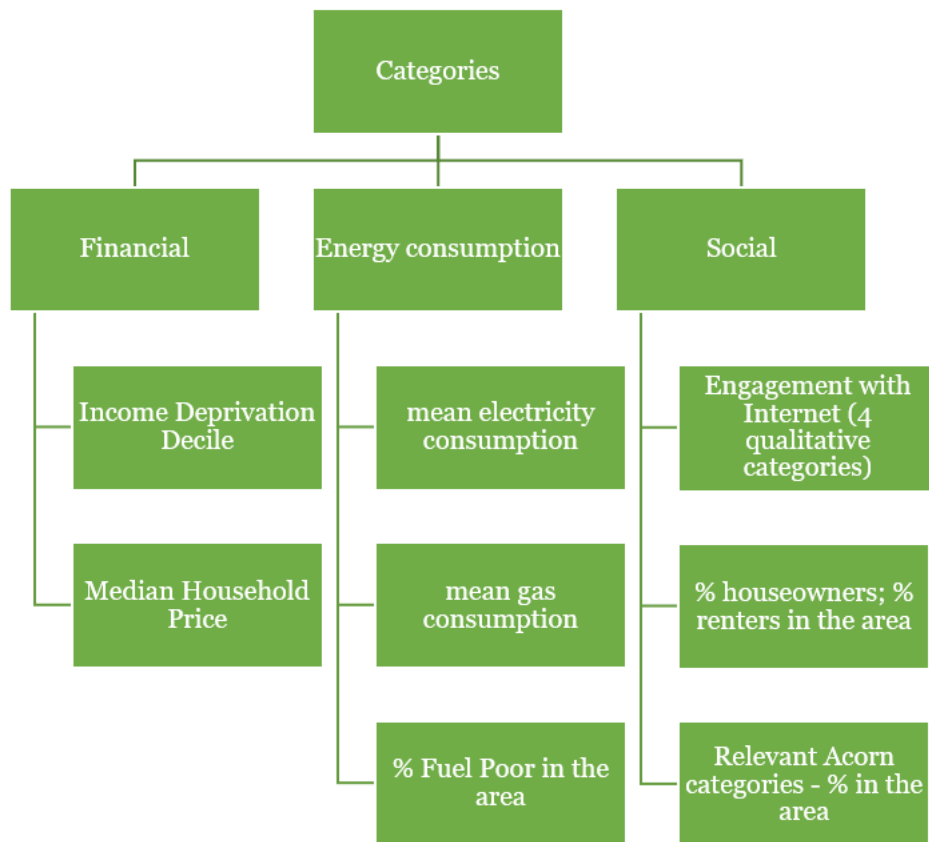 Categories
Financial
Energy consumption
Social
Income Deprivation
Decile
Median Household
Price
mean electricity
consumption
mean gas
consumption
% Fuel Poor in the
area
Engagement with
Internet (4
qualitative
categories)
% houseowners; %
renters in the area
Relevant Acorn
categories - % in the
area